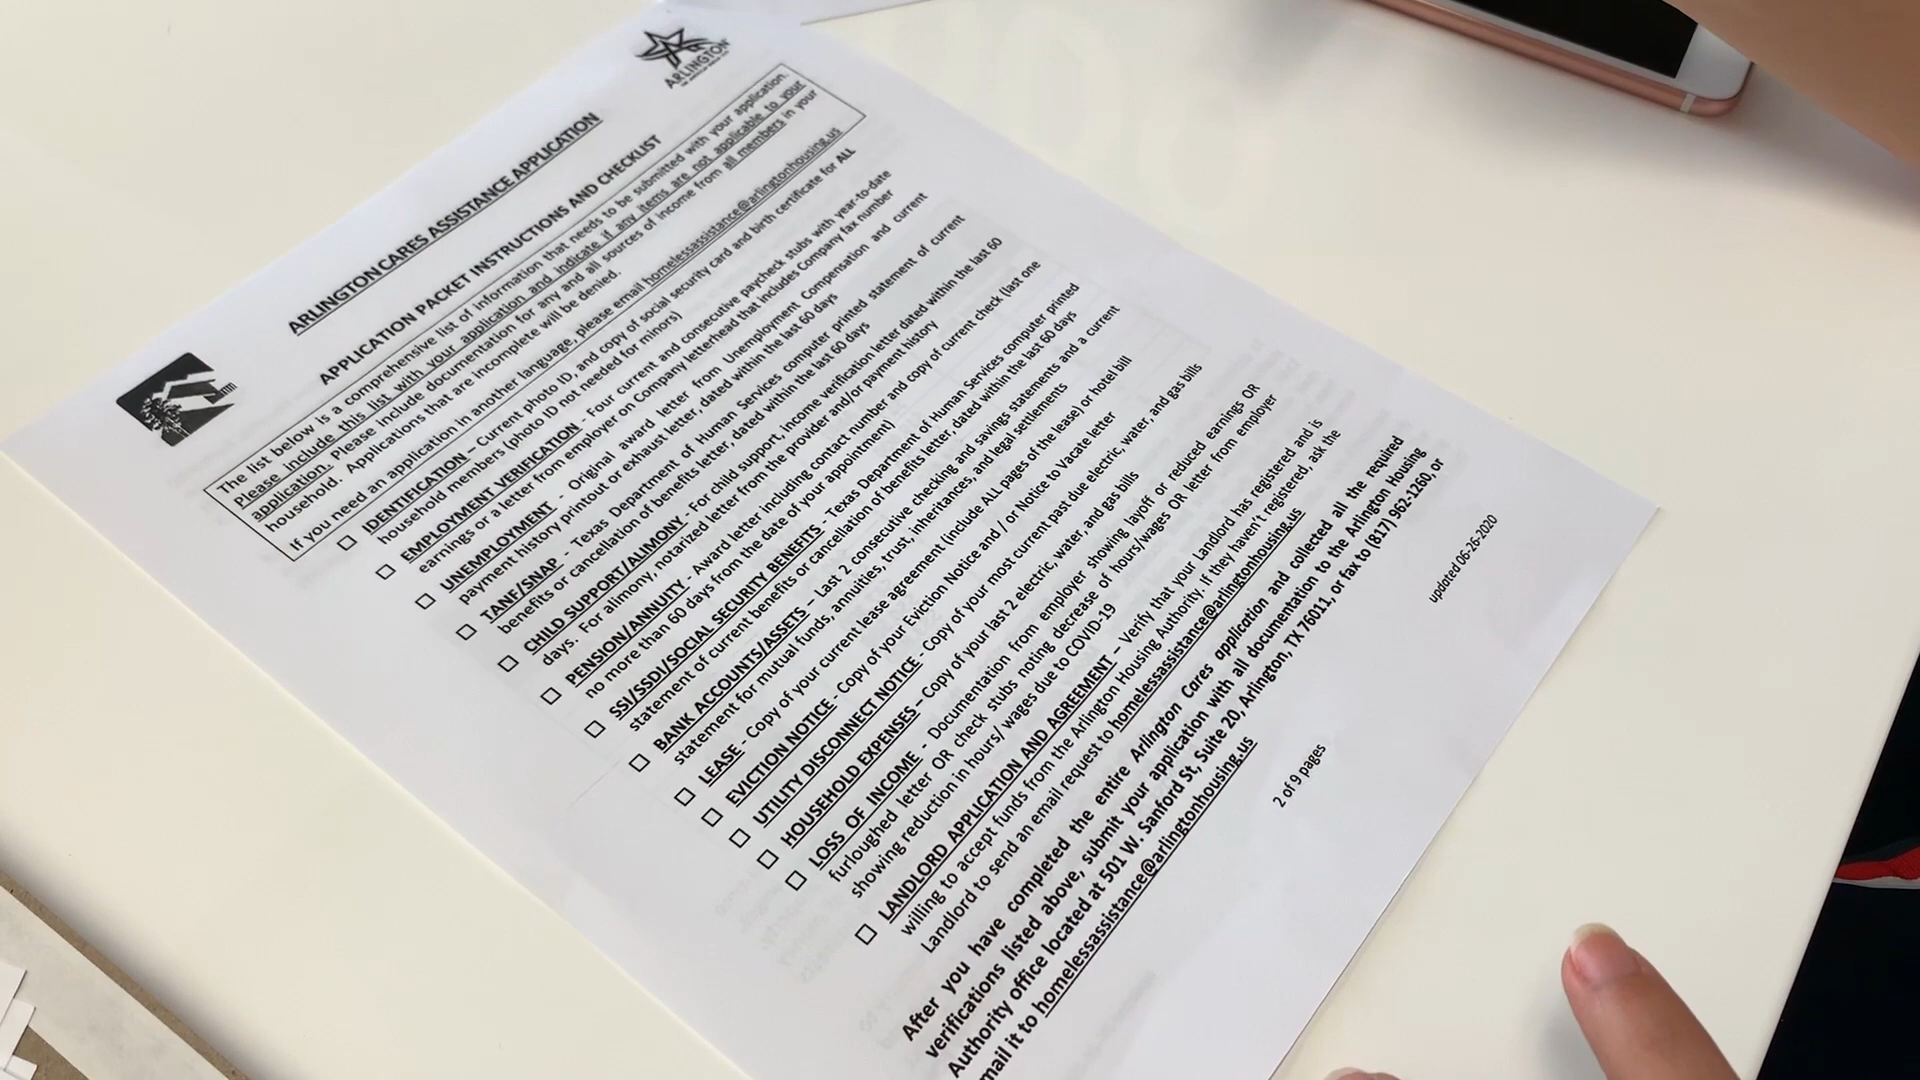 ARLINGTON
ARLINGTON CARES ASSISTANCE APPLICATION
APPLICATION PACKET INSTRUCTIONS AND CHECKLIST
The list below is a comprehensive list of information that needs to be submitted with your application.
Please include this list with your application and indicate if any items are not applicable to your
application. Please include documentation for any and all sources of income from all members in your
household. Applications that are incomplete will be denied.
If you need an application in another language, please email homelessassistance@arlingtonhousing.us
☐ IDENTIFICATION – Current photo ID, and copy of social security card and birth certificate for ALL
household members (photo ID not needed for minors)
☐ EMPLOYMENT VERIFICATION - Four current and consecutive paycheck stubs with year-to-date
earnings or a letter from employer on Company letterhead that includes Company fax number
☐ UNEMPLOYMENT - Original award letter from Unemployment Compensation and current
payment history printout or exhaust letter, dated within the last 60 days
☐ TANF/SNAP - Texas Department of Human Services computer printed statement of current
benefits or cancellation of benefits letter, dated within the last 60 days
☐ CHILD SUPPORT/ALIMONY - For child support, income verification letter dated within the last 60
days. For alimony, notarized letter from the provider and/or payment history
☐ PENSION/ANNUITY - Award letter including contact number and copy of current check (last one
no more than 60 days from the date of your appointment)
☐ SSI/SSDI/SOCIAL SECURITY BENEFITS - Texas Department of Human Services computer printed
statement of current benefits or cancellation of benefits letter, dated within the last 60 days
☐ BANK ACCOUNTS/ASSETS – Last 2 consecutive checking and savings statements and a current
statement for mutual funds, annuities, trust, inheritances, and legal settlements
☐ LEASE - Copy of your current lease agreement (include ALL pages of the lease) or hotel bill
☐ EVICTION NOTICE - Copy of your Eviction Notice and / or Notice to Vacate letter
☐ UTILITY DISCONNECT NOTICE - Copy of your most current past due electric, water, and gas bills
☐ HOUSEHOLD EXPENSES – Copy of your last 2 electric, water, and gas bills
☐ LOSS OF INCOME - Documentation from employer showing layoff or reduced earnings OR
furloughed letter OR check stubs noting decrease of hours/wages OR letter from employer
showing reduction in hours/ wages due to COVID-19
☐ LANDLORD APPLICATION AND AGREEMENT – Verify that your Landlord has registered and is
willing to accept funds from the Arlington Housing Authority. If they haven't registered, ask the
Landlord to send an email request to homelessassistance@arlingtonhousing.us
After you have completed the entire Arlington Cares application and collected all the required
verifications listed above, submit your application with all documentation to the Arlington Housing
Authority office located at 501 W. Sanford St, Suite 20, Arlington, TX 76011, or fax to (817) 962-1260, or
mail it to homelessassistance@arlingtonhousing.us
2 of 9 pages
updated 06-26-2020